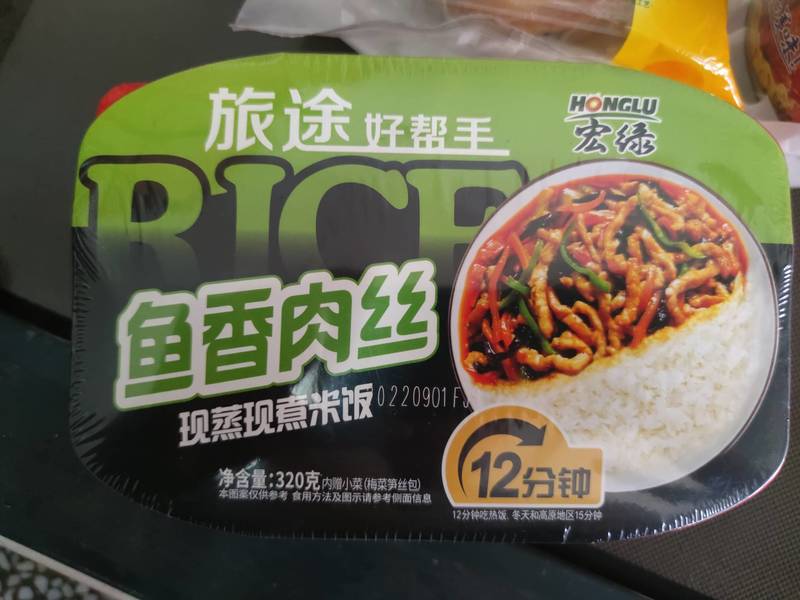 旅途好帮手
HONGLU
宏绿
RICE
鱼香肉丝
现蒸现煮米饭
20220901FJ
净含量:320克内赠小菜(梅菜笋丝包)
本图案仅供参考 食用方法及图示请参考侧面信息
12分钟
12分钟吃热饭, 冬天和高原地区15分钟